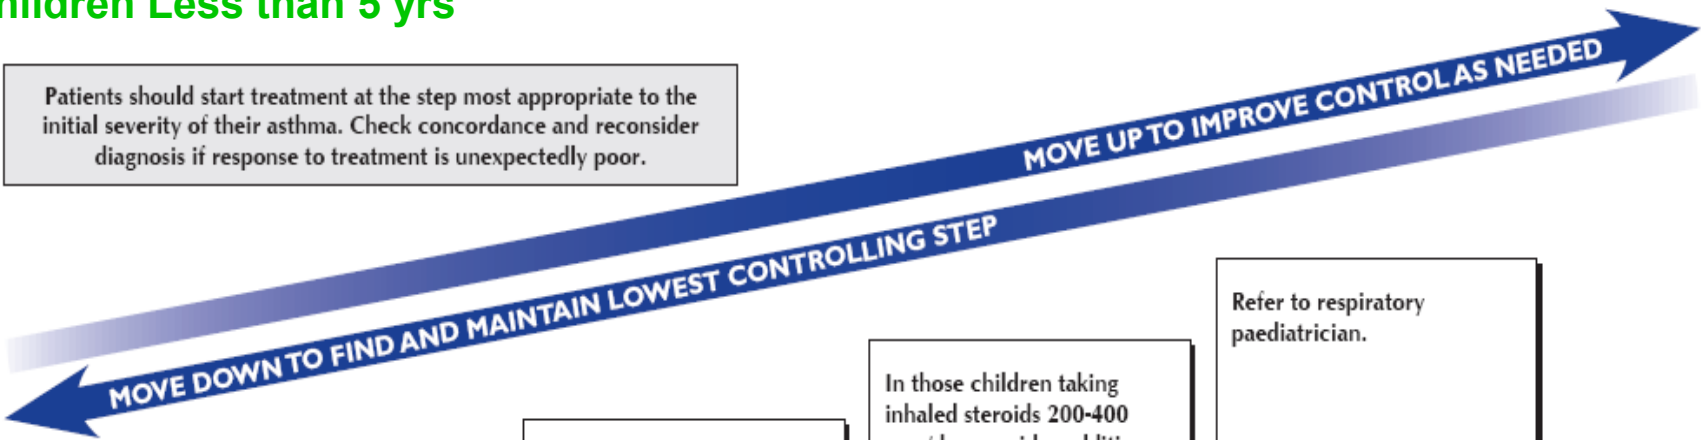 Less than 5 yrs
Patients should start treatment at the step most appropriate to the
initial severity of their asthma. Check concordance and reconsider
diagnosis if response to treatment is unexpectedly poor.
MOVE UP TO IMPROVE CONTROL AS NEEDED
MOVE DOWN TO FIND AND MAINTAIN LOWEST CONTROLLING STEP
Refer to respiratory
paediatrician.
In those children taking
inhaled steroids 200-400